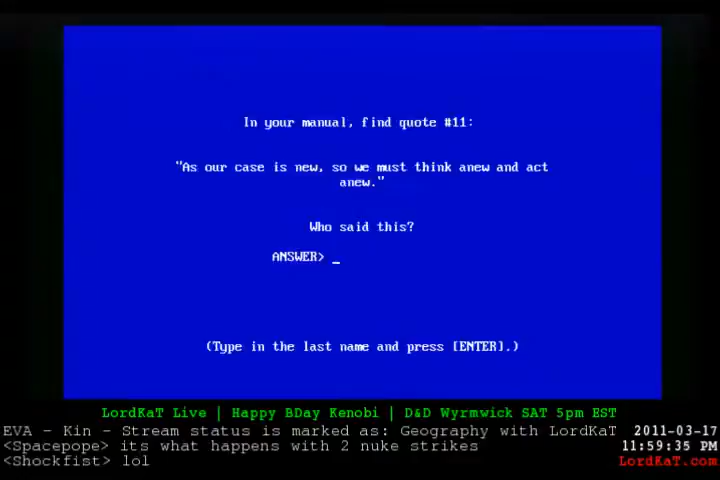 In your manual, find quote #11:
"As our case is new, so we must think anew and act
anew."
Who said this?
ANSWER> _
(Type in the last name and press [ENTER].)
LordKaT Live | Happy BDay Kenobi | D&D Wyrmwick SAT 5pm EST
EVA - Kin - Stream status is marked as: Geography with LordKaT 2011-03-17
<Spacepope> its what happens with 2 nuke strikes 11:59:35 PM
<Shockfist> lol LordKaT.com